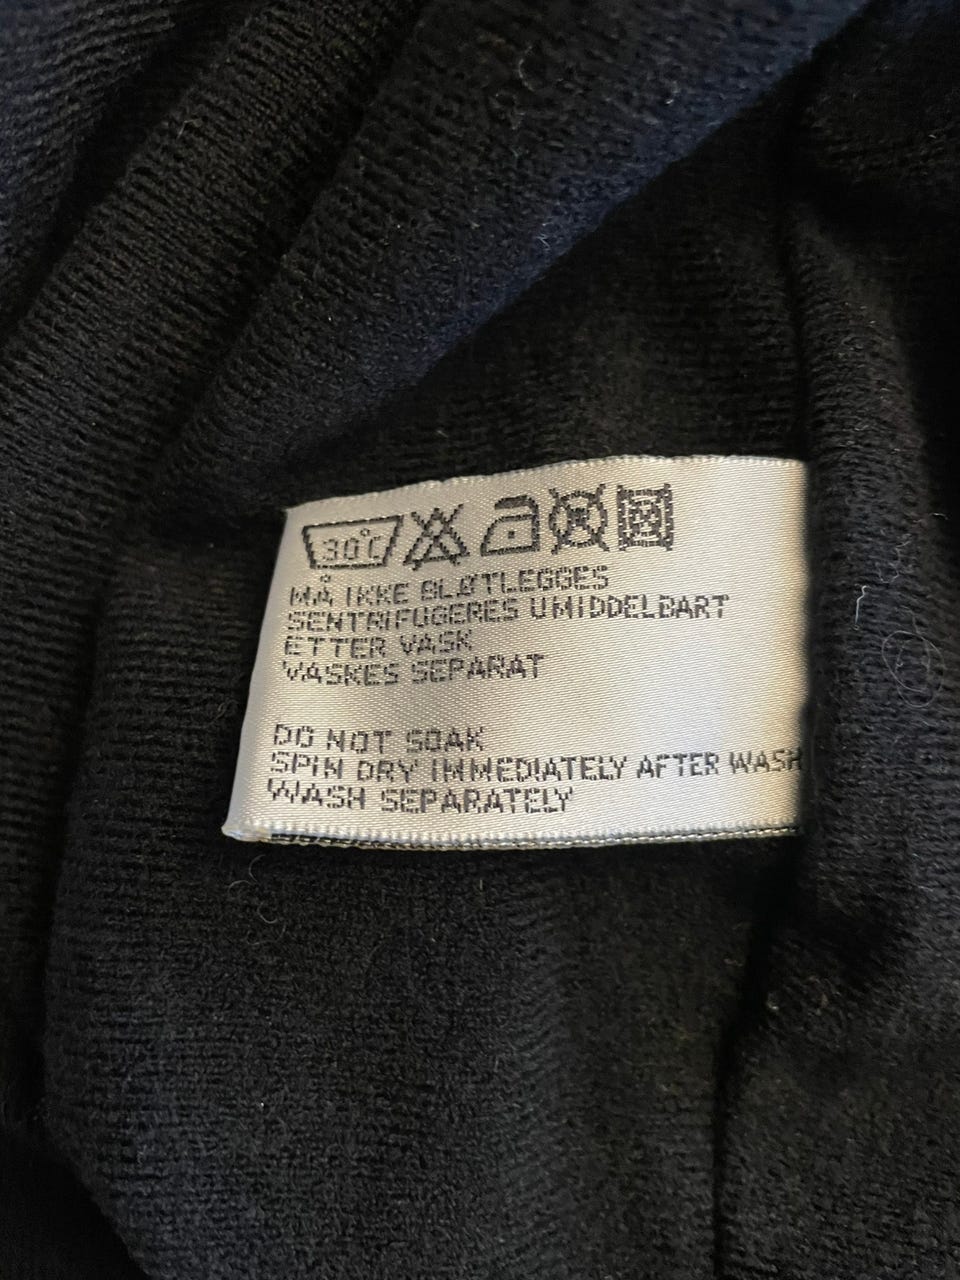 30°C
MÅ IKKE BLØTLEGGES
SENTRIFUGERES UMIDDELBART
ETTER VASK
VASKES SEPARAT
DO NOT SOAK
SPIN DRY IMMEDIATELY AFTER WASH
WASH SEPARATELY